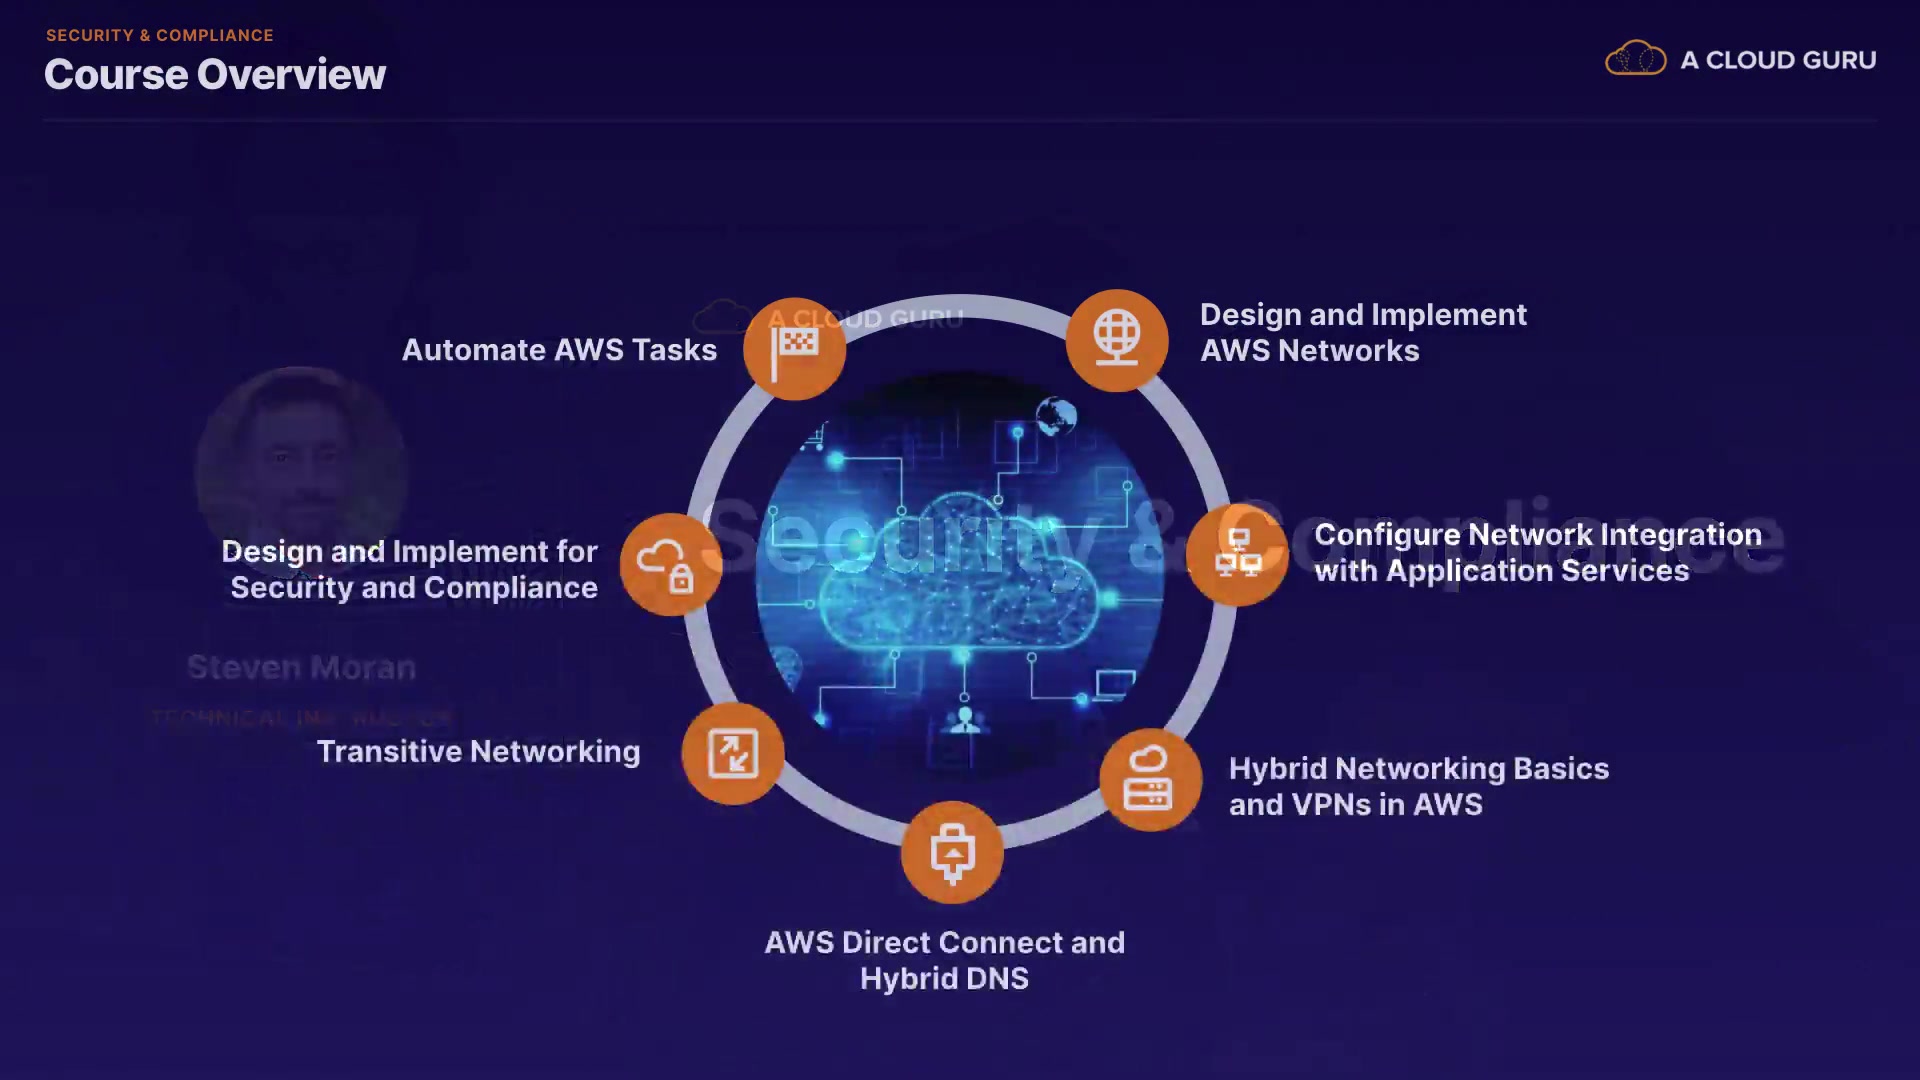 SECURITY & COMPLIANCE
Course Overview
A CLOUD GURU
A CLOUD GURU
Automate AWS Tasks
Design and Implement
AWS Networks
Security & Compliance
Configure Network Integration
with Application Services
Design and Implement for
Security and Compliance
Steven Moran
TECHNICAL INSTRUCTOR
Transitive Networking
Hybrid Networking Basics
and VPNs in AWS
AWS Direct Connect and
Hybrid DNS